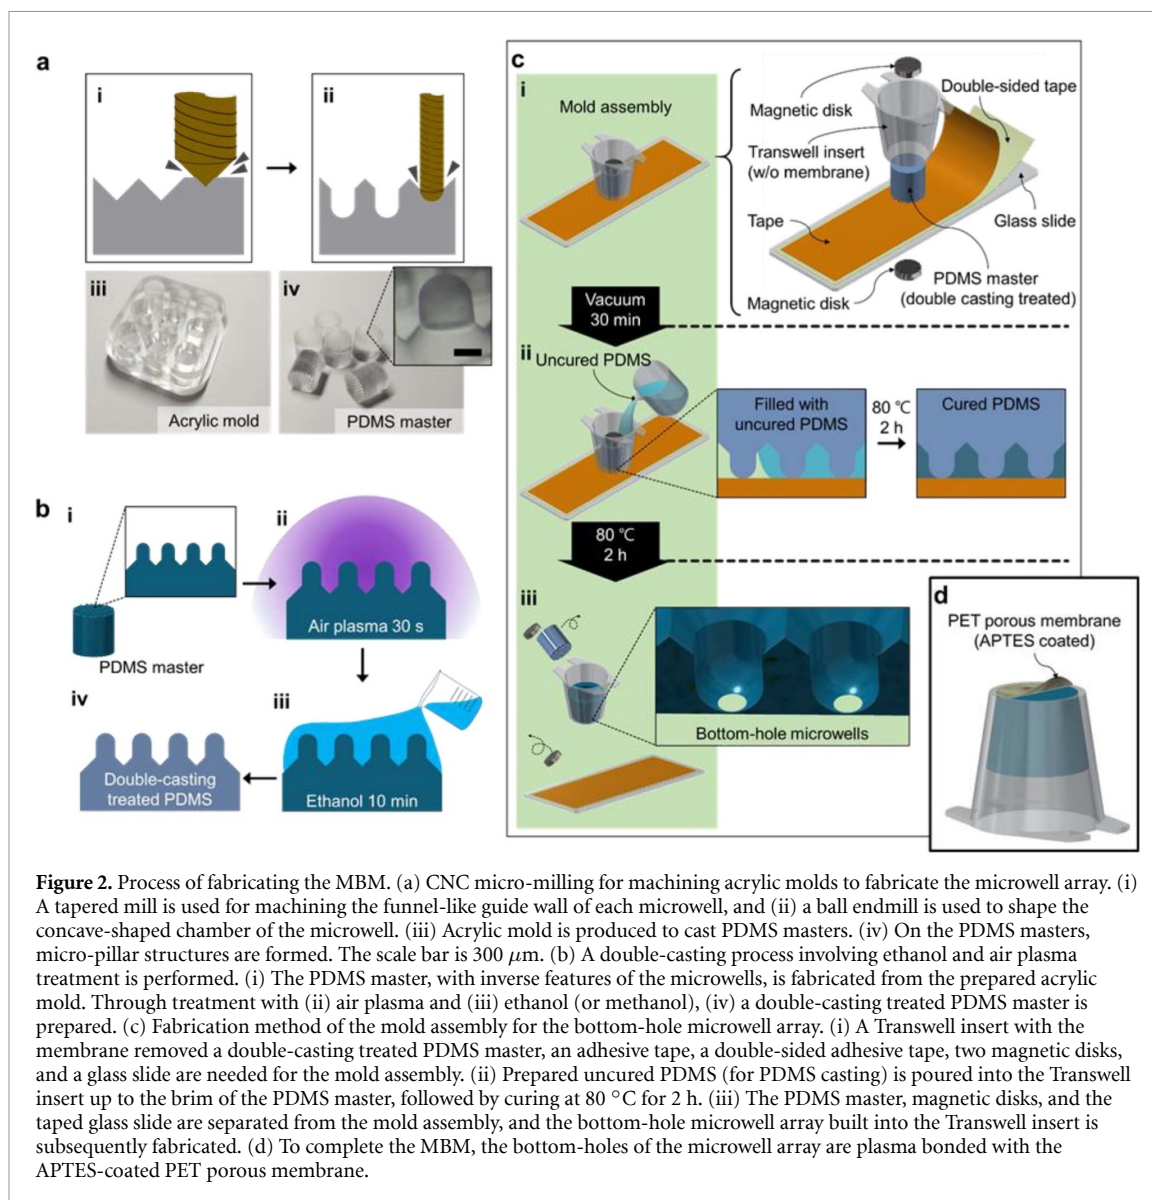 a
i
ii
iii
Acrylic mold
iv
PDMS master
b
i
PDMS master
ii
Air plasma 30 s
iv
Double-casting
treated PDMS
iii
Ethanol 10 min
c
i
Mold assembly
Magnetic disk
Double-sided tape
Transwell insert
(w/o membrane)
Tape
Glass slide
PDMS master
(double casting treated)
Magnetic disk
Vacuum
30 min
ii
Uncured PDMS
Filled with
uncured PDMS
80 ℃
2 h
Cured PDMS
80 ℃
2 h
iii
Bottom-hole microwells
d
PET porous membrane
(APTES coated)
Figure 2. Process of fabricating the MBM. (a) CNC micro-milling for machining acrylic molds to fabricate the microwell array. (i)
A tapered mill is used for machining the funnel-like guide wall of each microwell, and (ii) a ball endmill is used to shape the
concave-shaped chamber of the microwell. (iii) Acrylic mold is produced to cast PDMS masters. (iv) On the PDMS masters,
micro-pillar structures are formed. The scale bar is 300 μm. (b) A double-casting process involving ethanol and air plasma
treatment is performed. (i) The PDMS master, with inverse features of the microwells, is fabricated from the prepared acrylic
mold. Through treatment with (ii) air plasma and (iii) ethanol (or methanol), (iv) a double-casting treated PDMS master is
prepared. (c) Fabrication method of the mold assembly for the bottom-hole microwell array. (i) A Transwell insert with the
membrane removed a double-casting treated PDMS master, an adhesive tape, a double-sided adhesive tape, two magnetic disks,
and a glass slide are needed for the mold assembly. (ii) Prepared uncured PDMS (for PDMS casting) is poured into the Transwell
insert up to the brim of the PDMS master, followed by curing at 80 °C for 2 h. (iii) The PDMS master, magnetic disks, and the
taped glass slide are separated from the mold assembly, and the bottom-hole microwell array built into the Transwell insert is
subsequently fabricated. (d) To complete the MBM, the bottom-holes of the microwell array are plasma bonded with the
APTES-coated PET porous membrane.